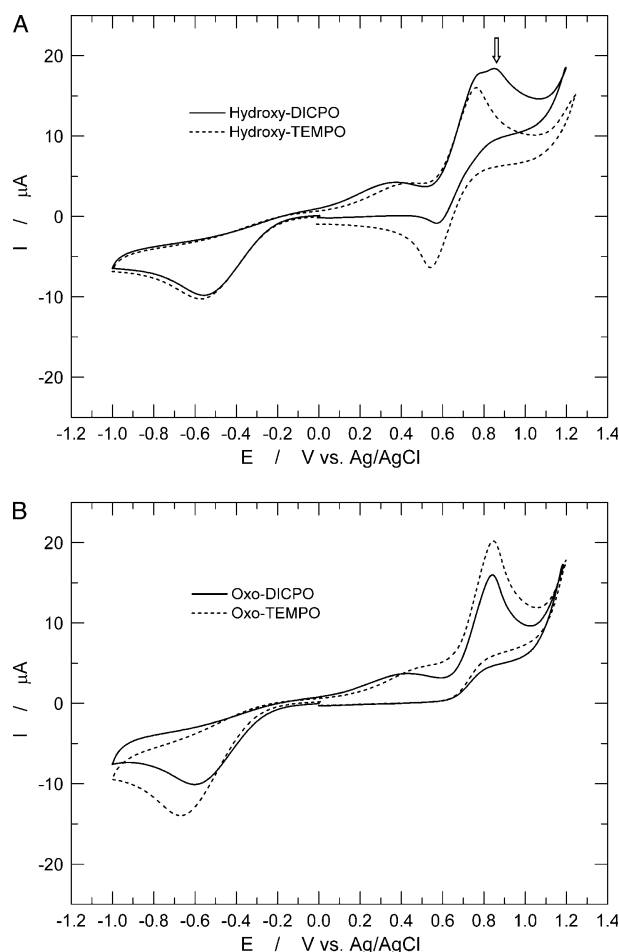 A
20
10
0
-10
-20
I / µA
Hydroxy-DICPO
Hydroxy-TEMPO
-1.2 -1.0 -0.8 -0.6 -0.4 -0.2 0.0 0.2 0.4 0.6 0.8 1.0 1.2 1.4
E / V vs. Ag/AgCl
B
20
10
0
-10
-20
I / µA
Oxo-DICPO
Oxo-TEMPO
-1.2 -1.0 -0.8 -0.6 -0.4 -0.2 0.0 0.2 0.4 0.6 0.8 1.0 1.2 1.4
E / V vs. Ag/AgCl